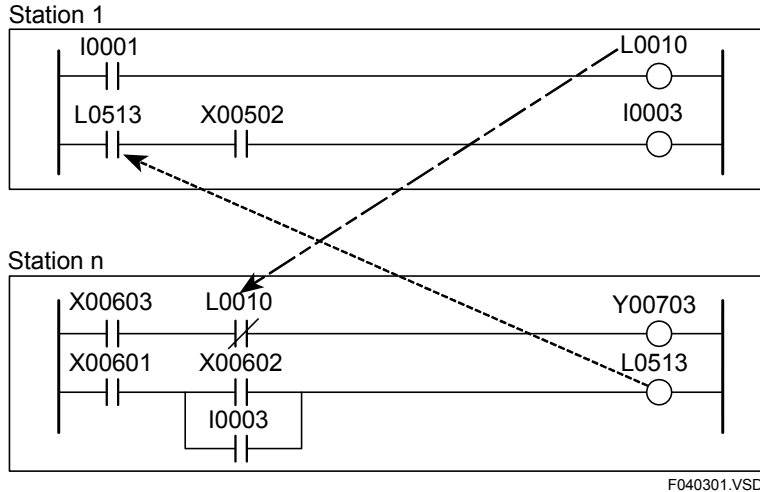 Station 1
I0001 L0010
L0513 X00502 I0003
Station n
X00603 L0010 Y00703
X00601 X00602 L0513
I0003
F040301.VSD